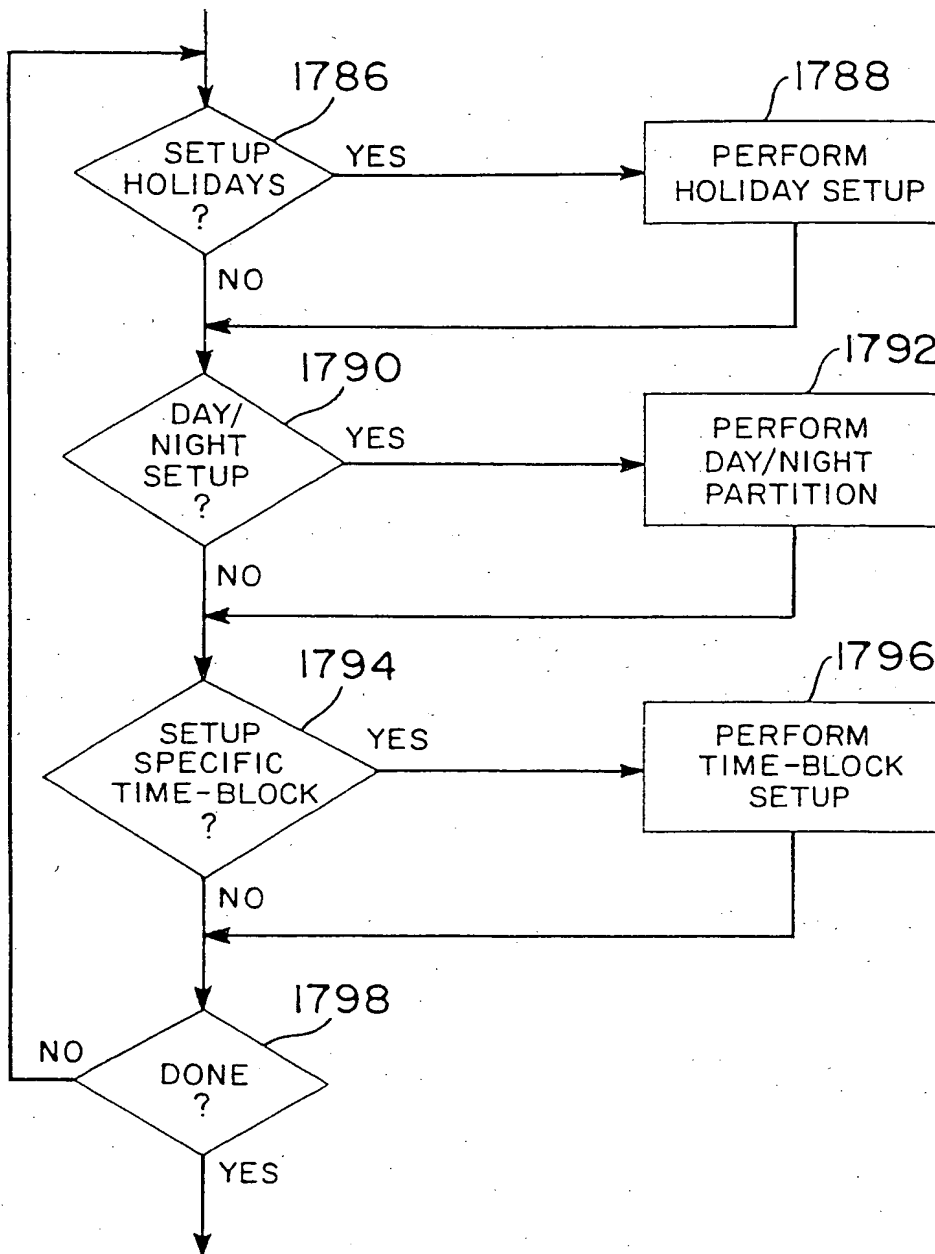 1786
SETUP
HOLIDAYS
?
YES
1788
PERFORM
HOLIDAY SETUP
NO
1790
DAY/
NIGHT
SETUP
?
YES
1792
PERFORM
DAY/NIGHT
PARTITION
NO
1794
SETUP
SPECIFIC
TIME-BLOCK
?
YES
1796
PERFORM
TIME-BLOCK
SETUP
NO
1798
DONE
?
NO
YES